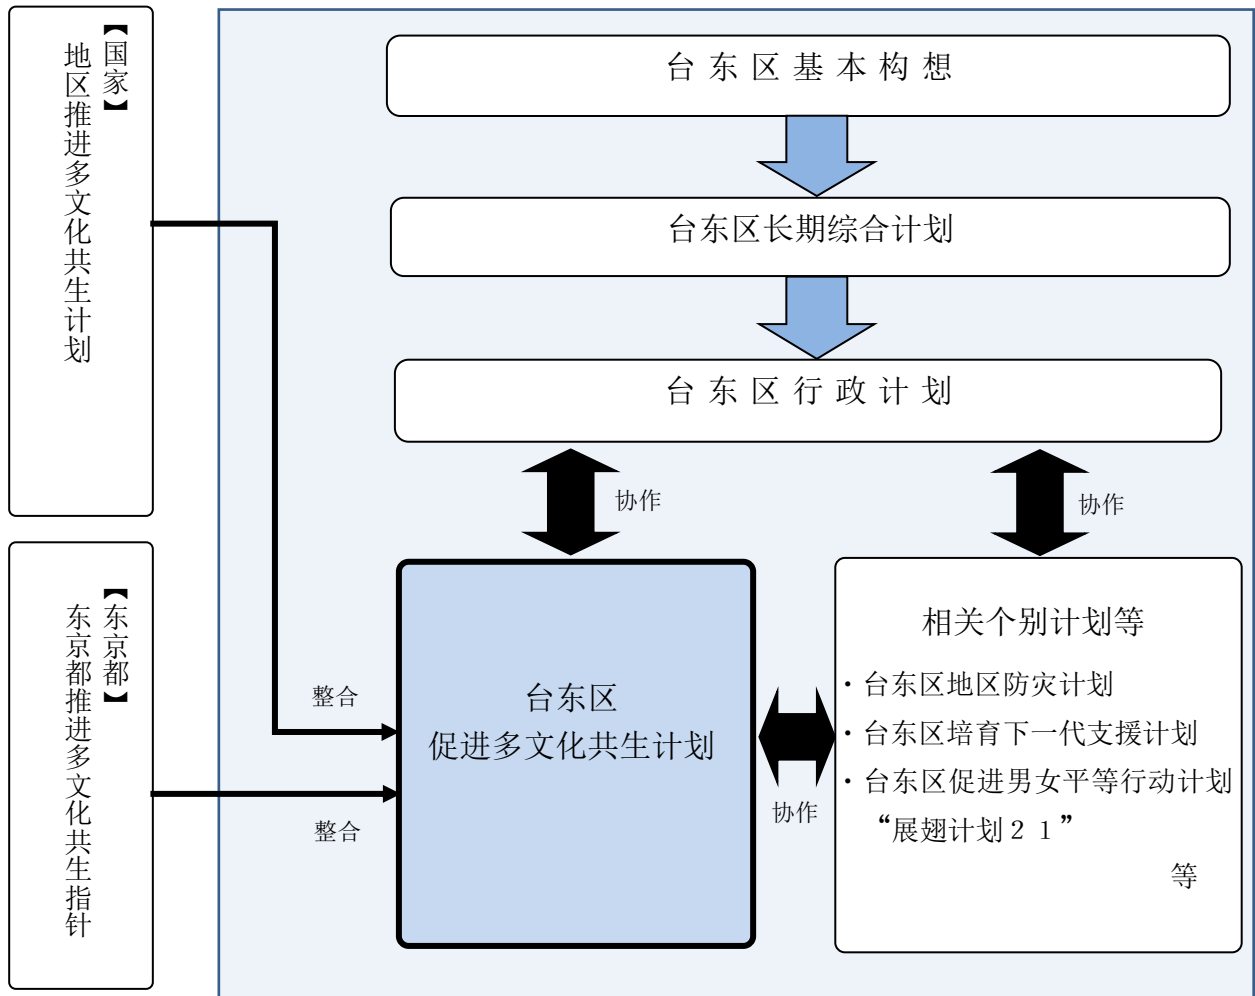 【国家】
地区推进多文化共生计划
【东京都】
东京都推进多文化共生指针
台东区基本构想
台东区长期综合计划
台东区行政计划
协作
协作
整合
整合
台东区
促进多文化共生计划
协作
相关个别计划等
・台东区地区防灾计划
・台东区培育下一代支援计划
・台东区促进男女平等行动计划
“展翅计划２１”
等